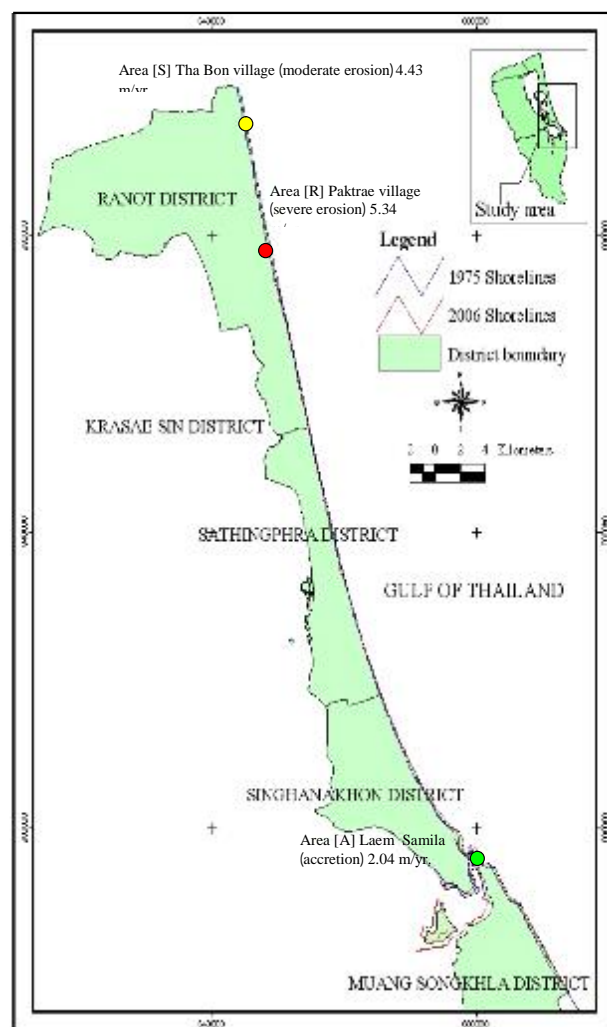 Area [S] Tha Bon village (moderate erosion) 4.43
m/yr
RANOT DISTRICT
Area [R] Paktrae village
(severe erosion) 5.34
Study area
Legend
1975 Shorelines
2006 Shorelines
District boundary
KRASAE SIN DISTRICT
Kilometers
SATHINGPHRA DISTRICT
GULF OF THAILAND
SINGHANAKHON DISTRICT
Area [A] Laem Samila
(accretion) 2.04 m/yr.
MUANG SONGKHLA DISTRICT